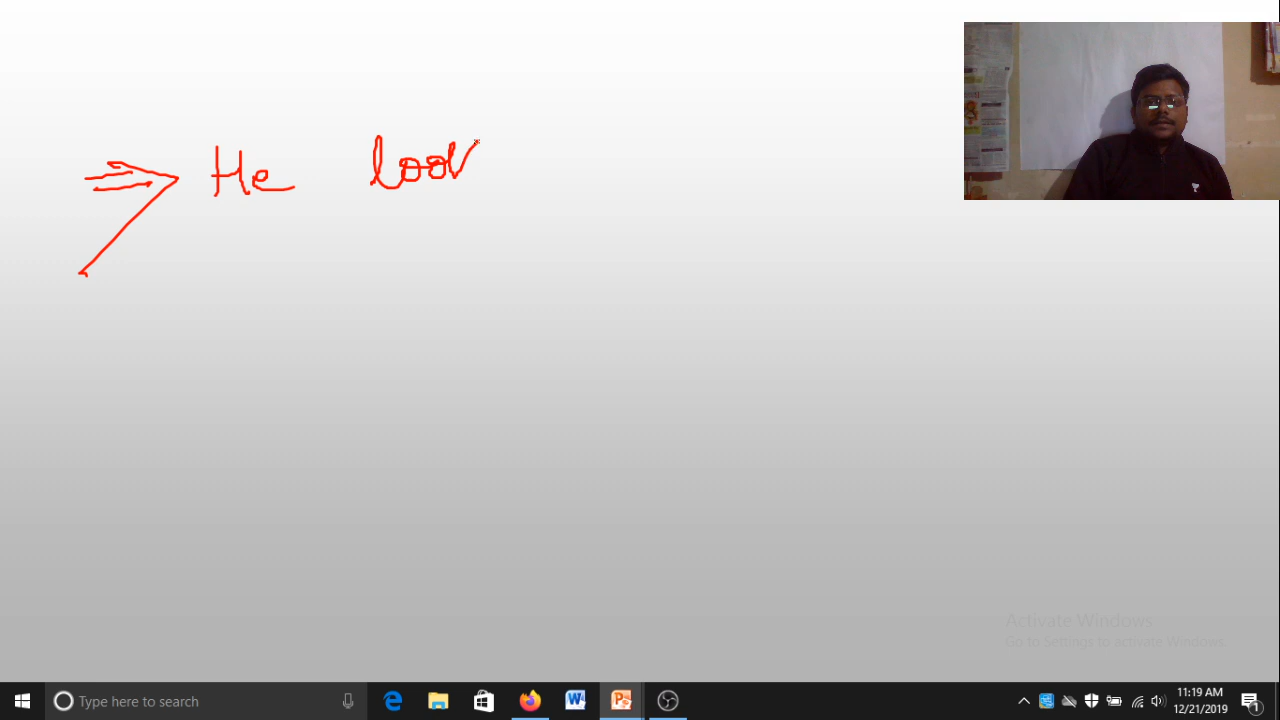 He loo
Activate Windows
Go to Settings to activate Windows.
Type here to search
11:19 AM
12/21/2019
1